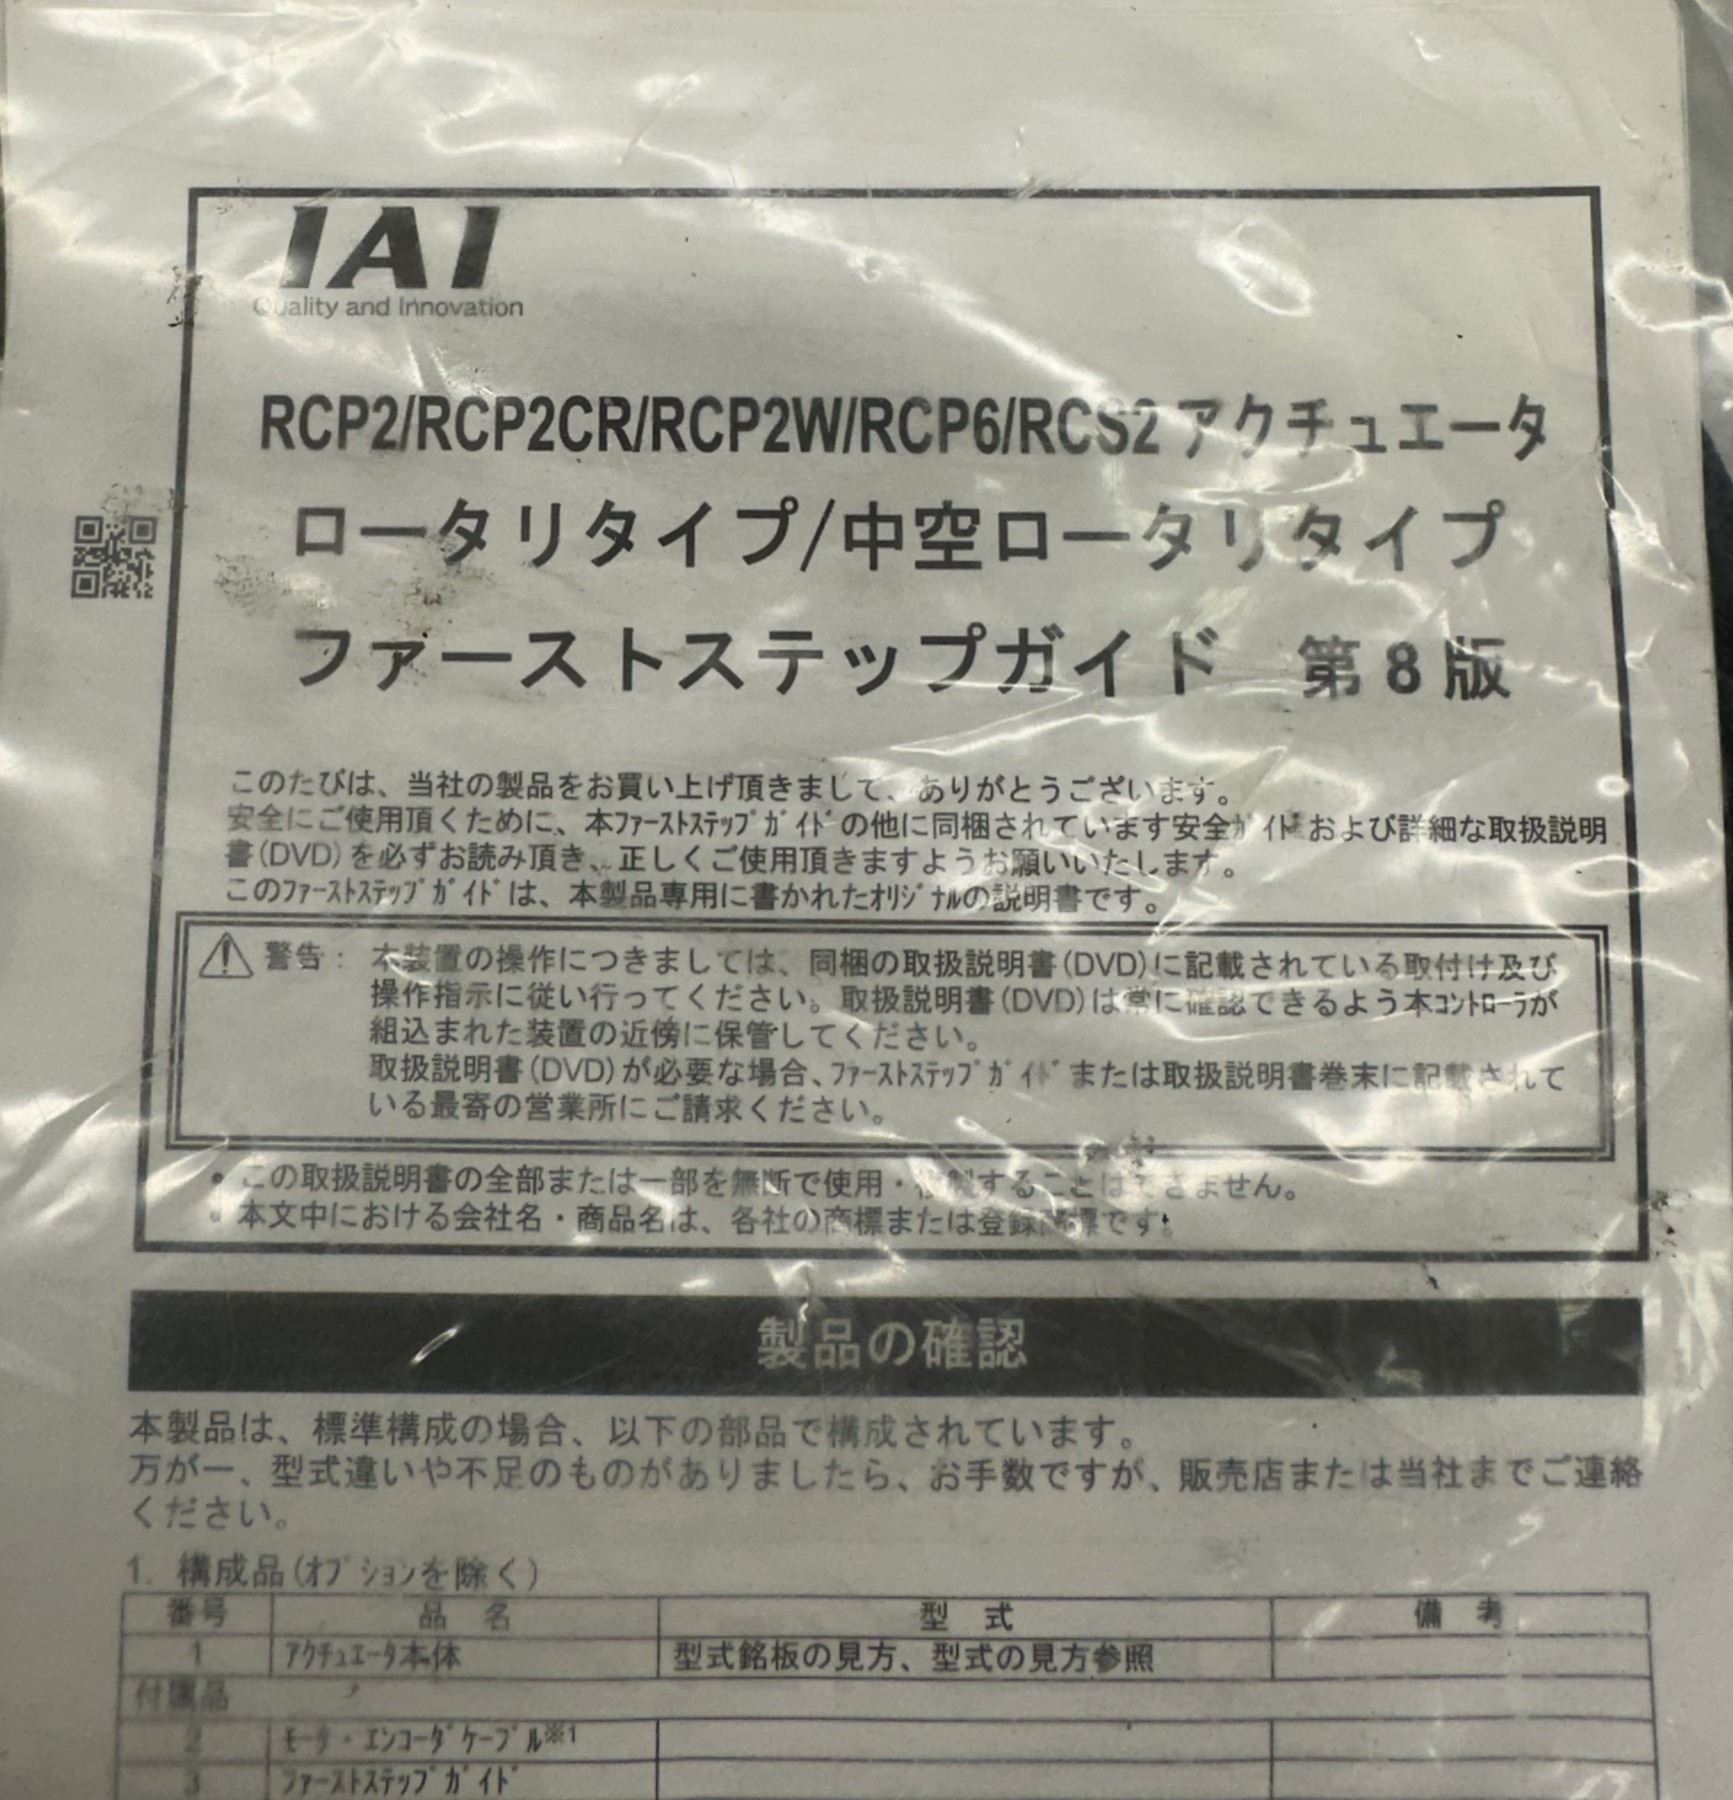 IAI
Quality and Innovation
RCP2/RCP2CR/RCP2W/RCP6/RCS2 アクチュエータ
ロータリタイプ/中空ロータリタイプ
ファーストステップガイド 第8版
このたびは、当社の製品をお買い上げ頂きまして、ありがとうございます。
安全にご使用頂くために、本ﾌｧｰｽﾄｽﾃｯﾌﾟｶﾞｲﾄﾞの他に同梱されています安全ｶﾞｲﾄﾞおよび詳細な取扱説明
書(DVD)を必ずお読み頂き、正しくご使用頂きますようお願いいたします。
このﾌｧｰｽﾄｽﾃｯﾌﾟｶﾞｲﾄﾞは、本製品専用に書かれたｵﾘｼﾞﾅﾙの説明書です。
警告： 本装置の操作につきましては、同梱の取扱説明書(DVD)に記載されている取付け及び
操作指示に従い行ってください。取扱説明書(DVD)は常に確認できるよう本ｺﾝﾄﾛｰﾗが
組込まれた装置の近傍に保管してください。
取扱説明書(DVD)が必要な場合、ﾌｧｰｽﾄｽﾃｯﾌﾟｶﾞｲﾄﾞまたは取扱説明書巻末に記載されて
いる最寄の営業所にご請求ください。
• この取扱説明書の全部または一部を無断で使用・複製することはできません。
• 本文中における会社名・商品名は、各社の商標または登録商標です。
製品の確認
本製品は、標準構成の場合、以下の部品で構成されています。
万が一、型式違いや不足のものがありましたら、お手数ですが、販売店または当社までご連絡
ください。
1. 構成品(ｵﾌﾟｼｮﾝを除く)
番号 品 名 型 式 備 考
1 ｱｸﾁｭｴｰﾀ本体 型式銘板の見方、型式の見方参照
付属品
2 ﾓｰﾀ・ｴﾝｺｰﾀﾞｹｰﾌﾞﾙ※1
3 ﾌｧｰｽﾄｽﾃｯﾌﾟｶﾞｲﾄﾞ